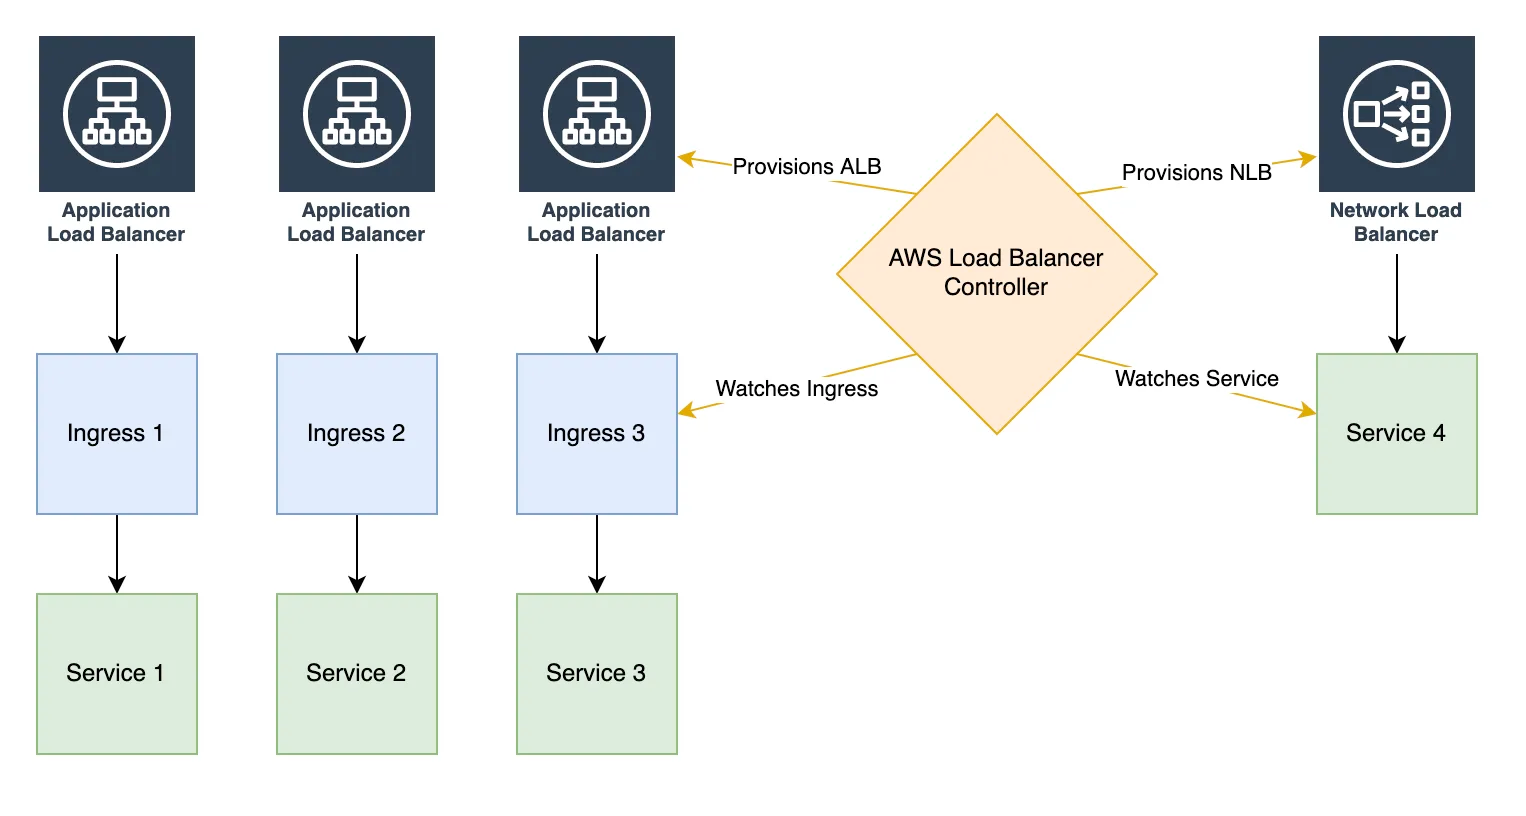 Application
Load Balancer
Application
Load Balancer
Application
Load Balancer
Provisions ALB
Provisions NLB
Network Load
Balancer
AWS Load Balancer
Controller
Watches Ingress
Watches Service
Ingress 1
Ingress 2
Ingress 3
Service 4
Service 1
Service 2
Service 3